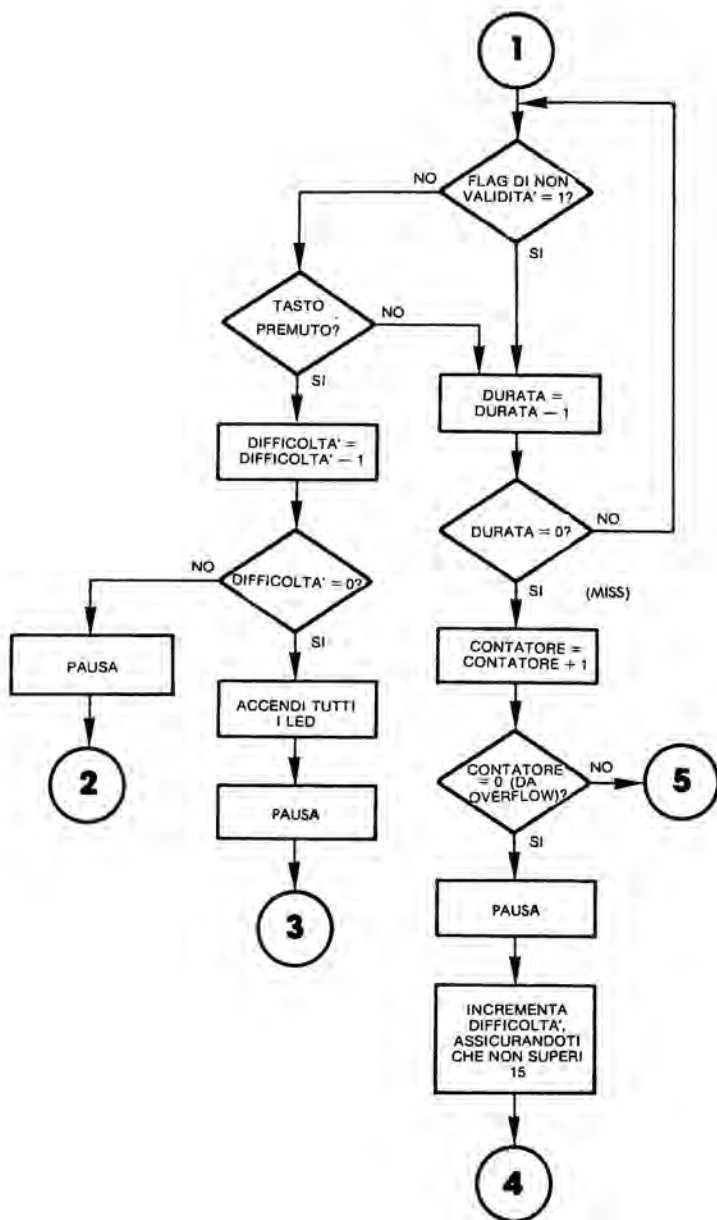 1
FLAG DI NON
VALIDITA' = 1?
NO
SI
TASTO
PREMUTO?
NO
SI
DURATA =
DURATA — 1
DIFFICOLTA' =
DIFFICOLTA' — 1
DURATA = 0?
NO
SI
(MISS)
DIFFICOLTA' = 0?
NO
SI
CONTATORE =
CONTATORE + 1
PAUSA
ACCENDI TUTTI
I LED
2
CONTATORE
= 0 (DA
OVERFLOW)?
NO
5
SI
PAUSA
3
PAUSA
INCREMENTA
DIFFICOLTA',
ASSICURANDOTI
CHE NON SUPERI
15
4